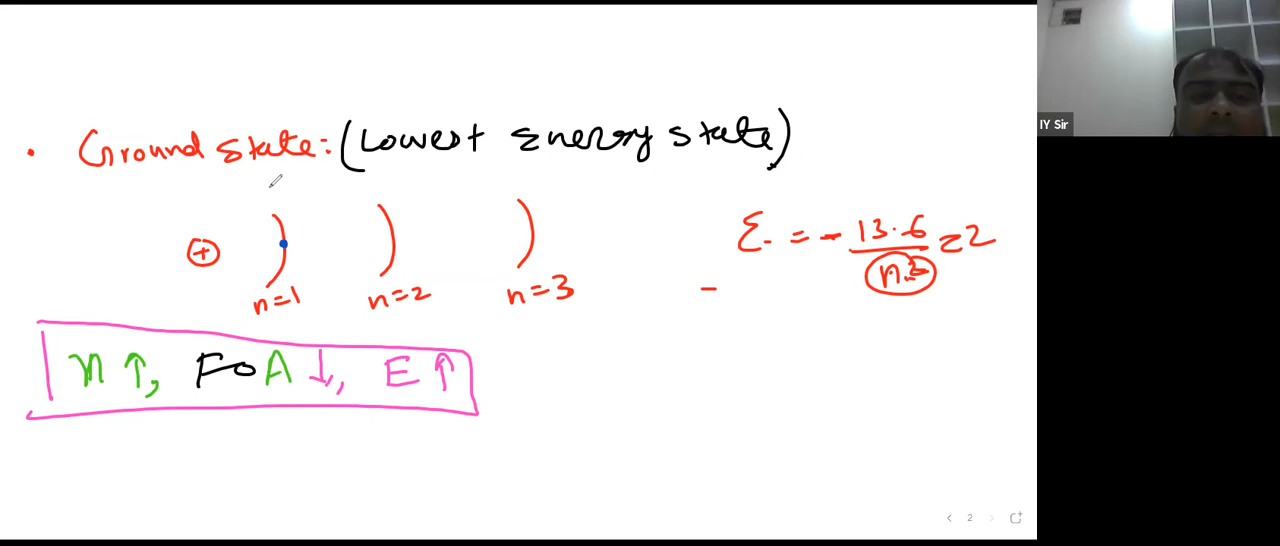 IY Sir
• Ground state: (Lowest Energy state)
+
n=1 n=2 n=3
E = - 13.6/n² z2
-
n ↑, FoA ↓, E ↑
2